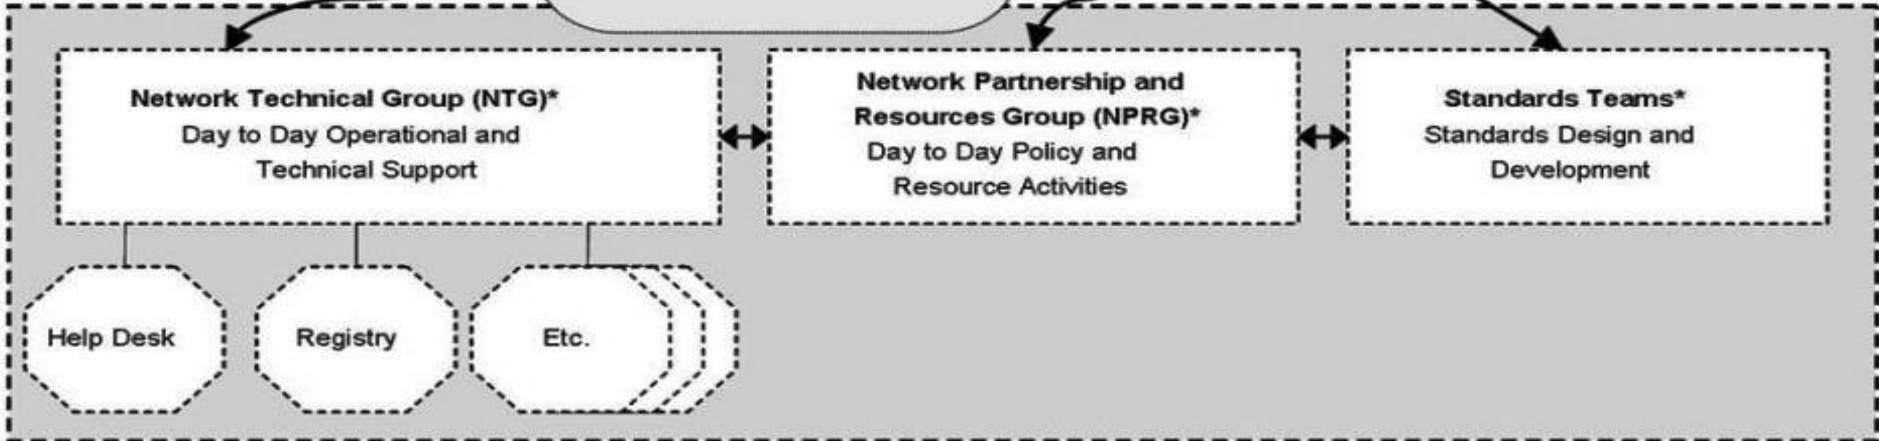 Network Technical Group (NTG)*
Day to Day Operational and
Technical Support
Network Partnership and
Resources Group (NPRG)*
Day to Day Policy and
Resource Activities
Standards Teams*
Standards Design and
Development
Help Desk
Registry
Etc.